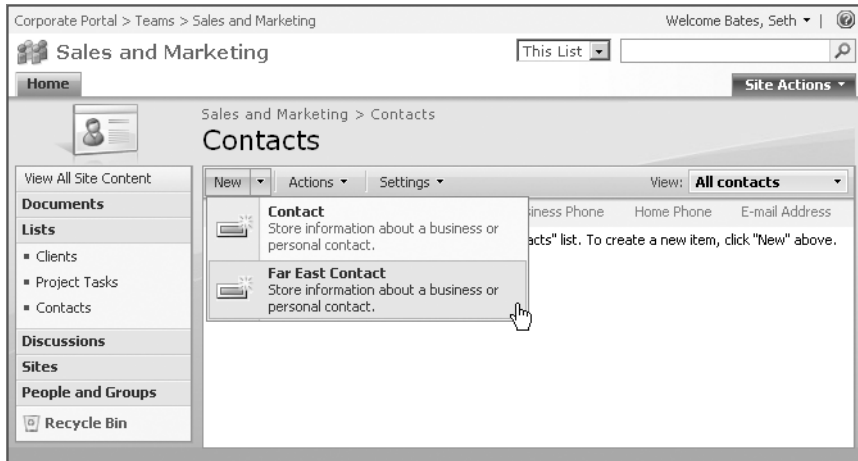 Corporate Portal > Teams > Sales and Marketing
Welcome Bates, Seth
Sales and Marketing
This List
Home
Site Actions
Sales and Marketing > Contacts
Contacts
View All Site Content
Documents
Lists
Clients
Project Tasks
Contacts
Discussions
Sites
People and Groups
Recycle Bin
New Actions Settings
View: All contacts
Phone Home Phone E-mail Address
list. To create a new item, click "New" above.
Contact
Store information about a business or
personal contact.
Far East Contact
Store information about a business or
personal contact.